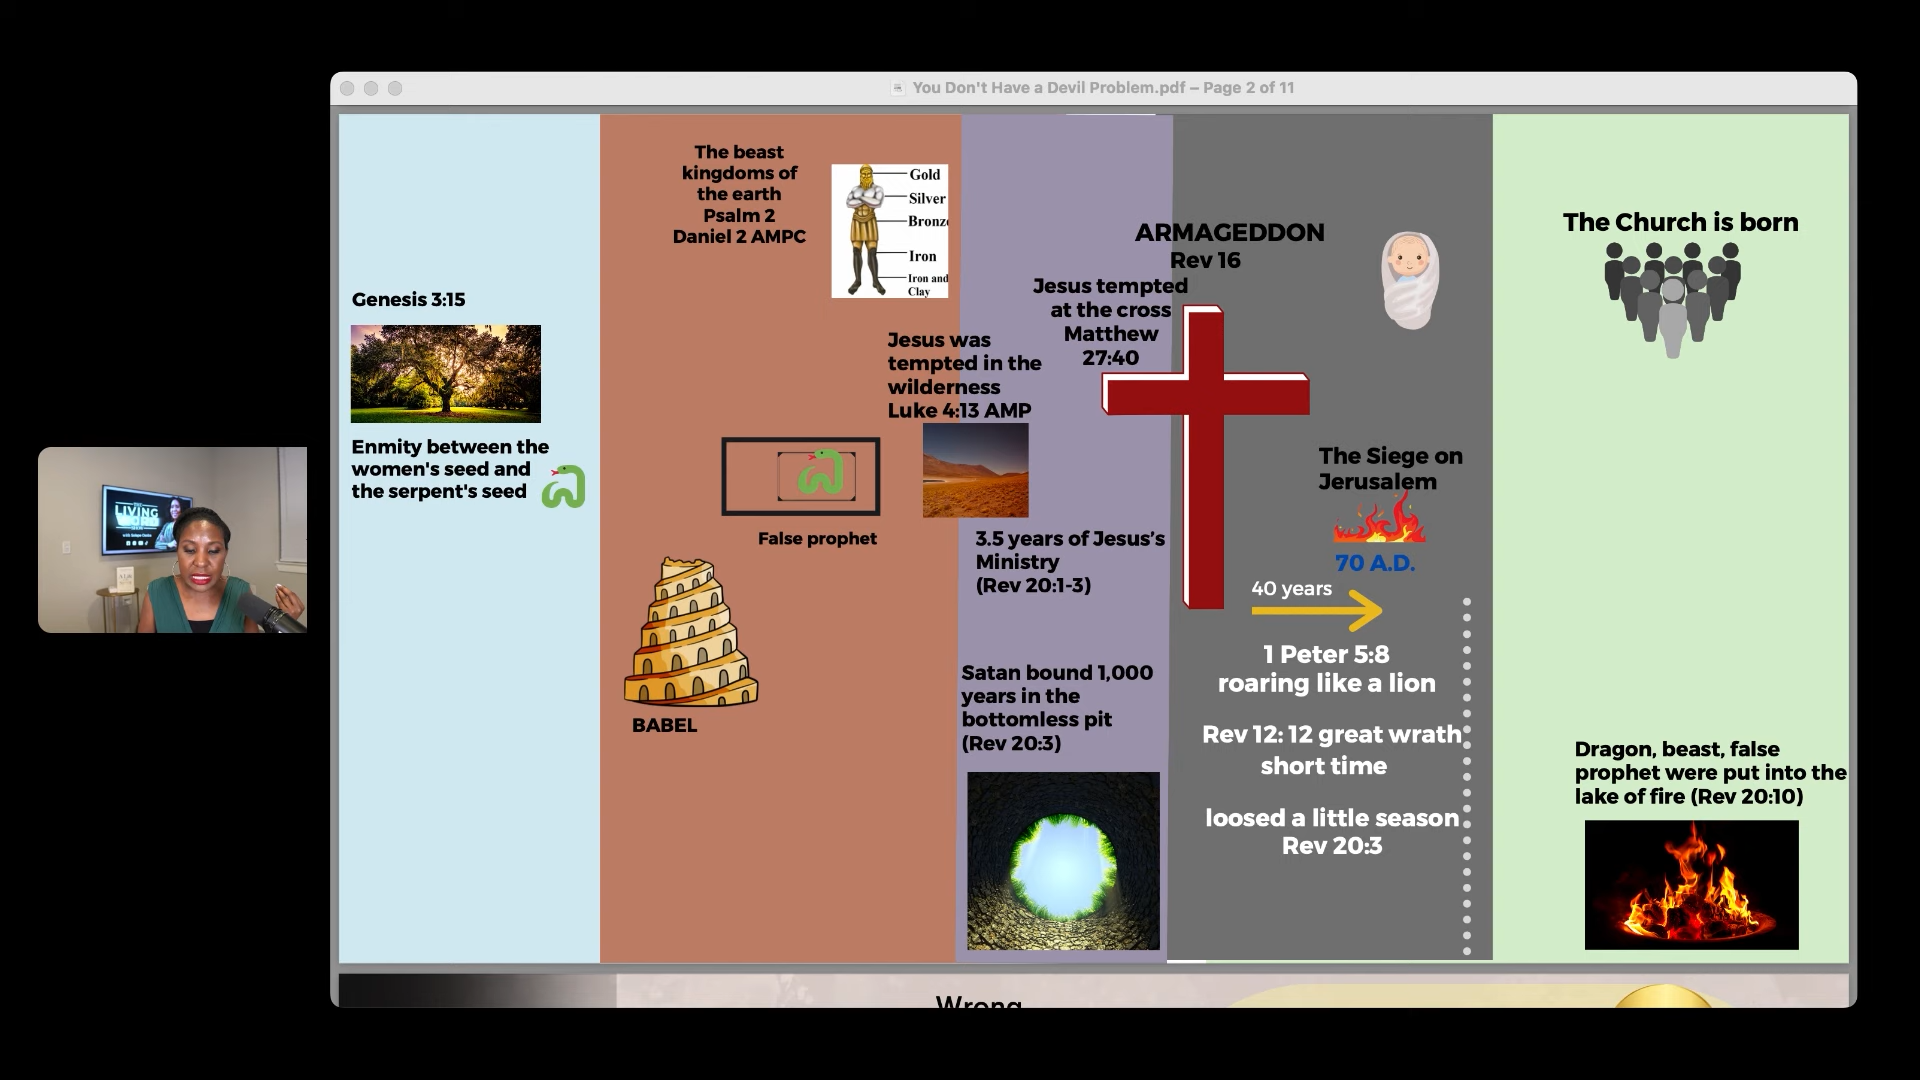 You Don't Have a Devil Problem.pdf – Page 2 of 11
Genesis 3:15
Enmity between the
women's seed and
the serpent's seed
The beast
kingdoms of
the earth
Psalm 2
Daniel 2 AMPC
Gold
Silver
Bronze
Iron
Iron and
Clay
False prophet
BABEL
Jesus was
tempted in the
wilderness
Luke 4:13 AMP
3.5 years of Jesus's
Ministry
(Rev 20:1-3)
Satan bound 1,000
years in the
bottomless pit
(Rev 20:3)
ARMAGEDDON
Rev 16
Jesus tempted
at the cross
Matthew
27:40
The Siege on
Jerusalem
70 A.D.
40 years
1 Peter 5:8
roaring like a lion
Rev 12: 12 great wrath
short time
loosed a little season
Rev 20:3
The Church is born
Dragon, beast, false
prophet were put into the
lake of fire (Rev 20:10)
LIVING
WORD
Wrong